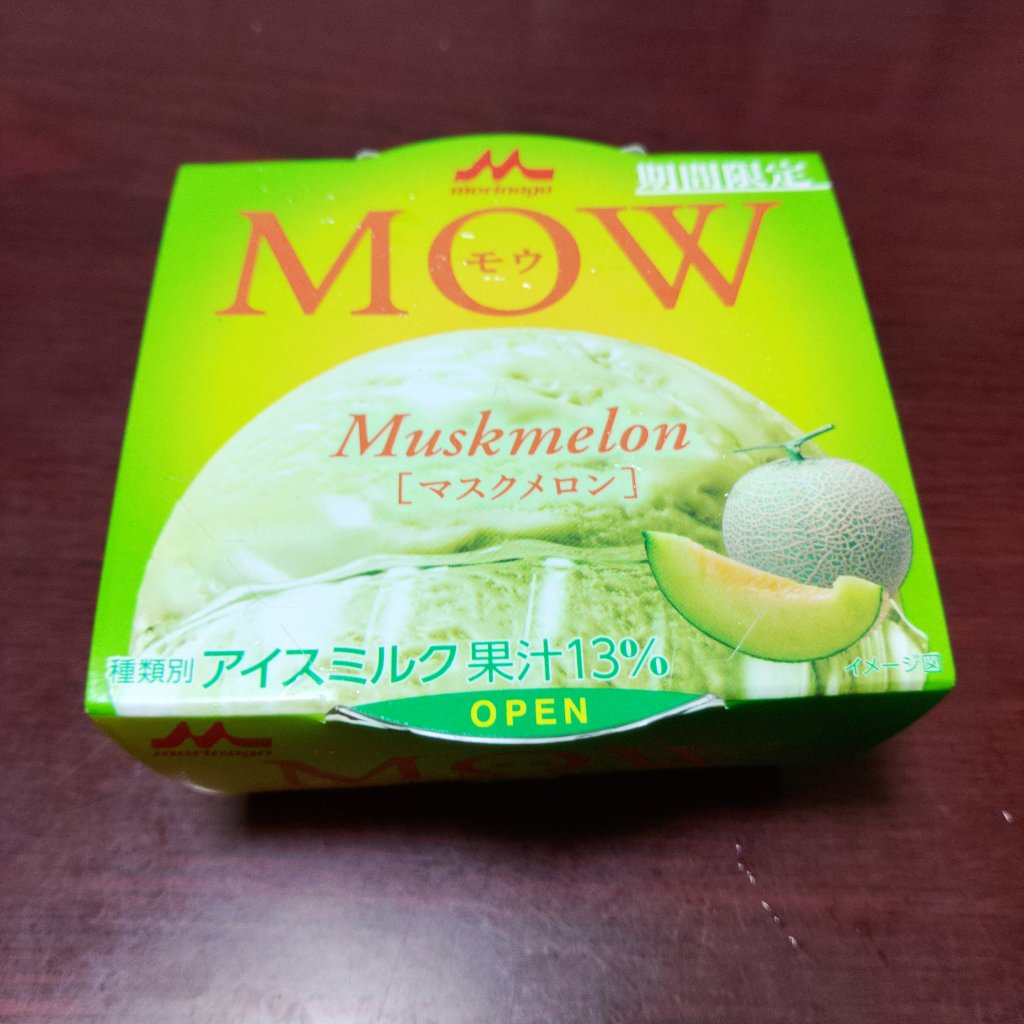 morinaga
期間限定
MOW
モウ
Muskmelon
[マスクメロン]
種類別 アイスミルク 果汁13%
イメージ図
OPEN
morinaga
MOW